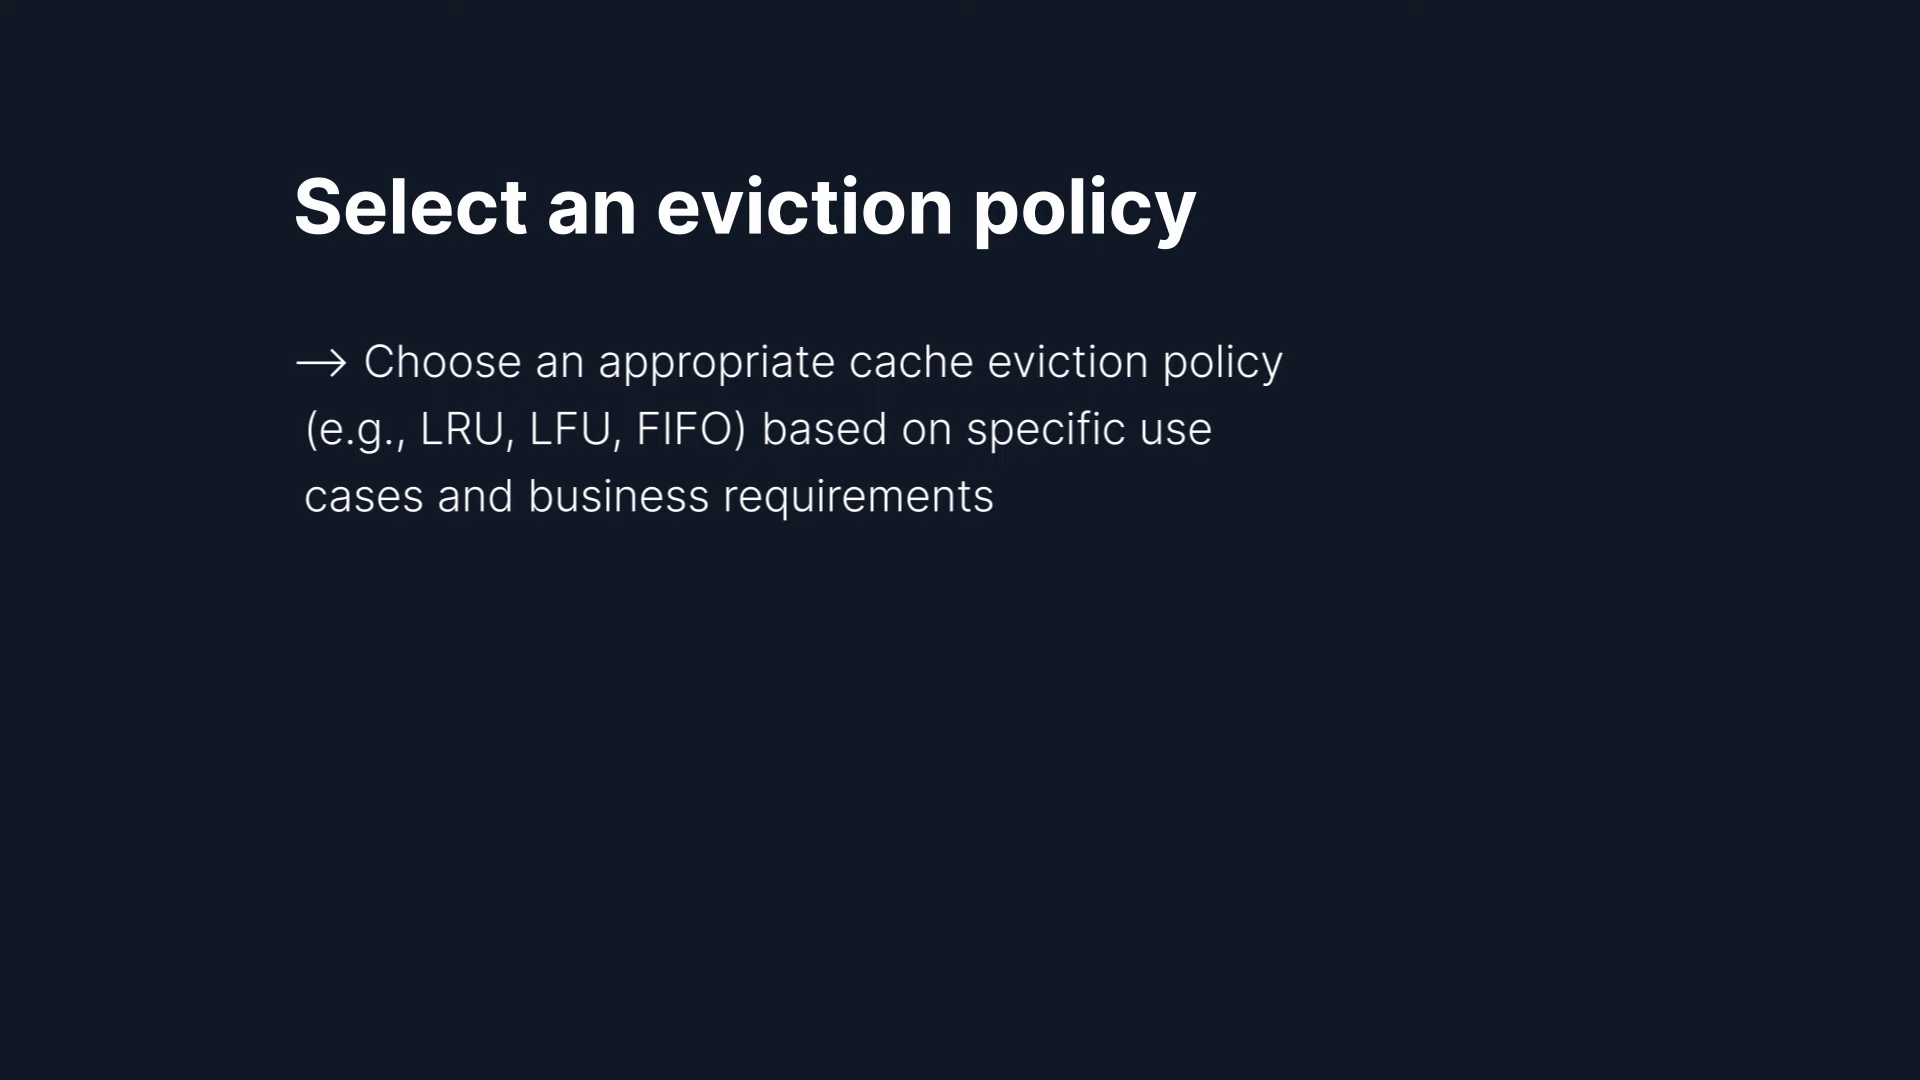 Select an eviction policy
→ Choose an appropriate cache eviction policy
(e.g., LRU, LFU, FIFO) based on specific use
cases and business requirements